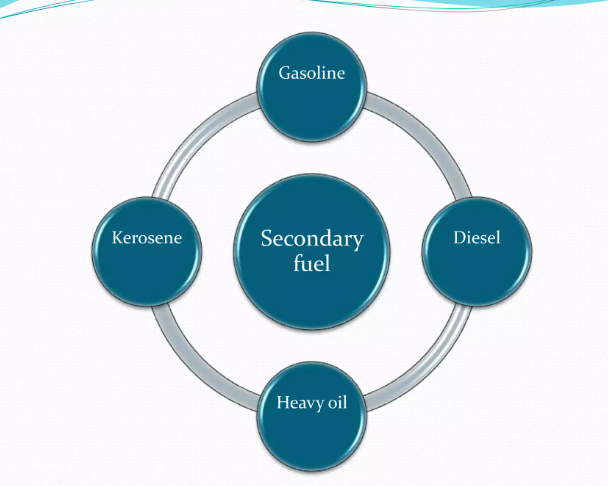 Gasoline
Kerosene
Secondary
fuel
Diesel
Heavy oil